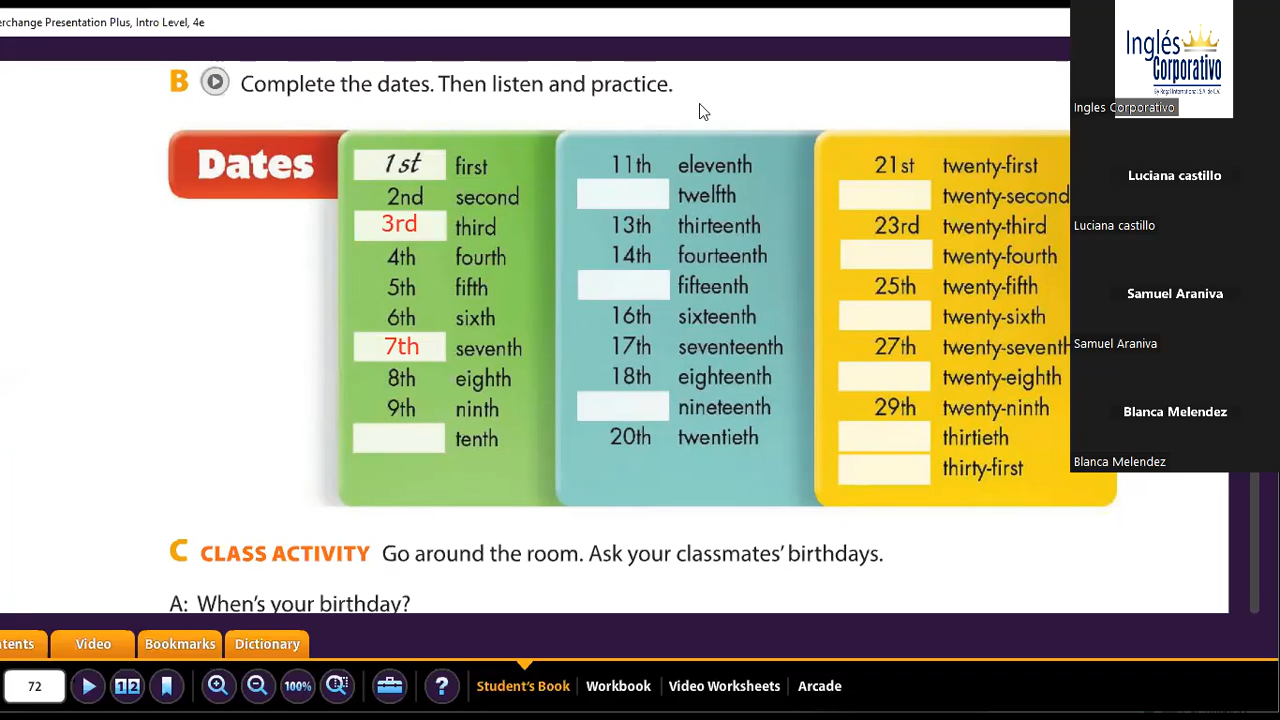 erchange Presentation Plus, Intro Level, 4e
B Complete the dates. Then listen and practice.
Dates
1st first
2nd second
3rd third
4th fourth
5th fifth
6th sixth
7th seventh
8th eighth
9th ninth
tenth
11th eleventh
twelfth
13th thirteenth
14th fourteenth
fifteenth
16th sixteenth
17th seventeenth
18th eighteenth
nineteenth
20th twentieth
21st twenty-first
twenty-second
23rd twenty-third
twenty-fourth
25th twenty-fifth
twenty-sixth
27th twenty-seventh
twenty-eighth
29th twenty-ninth
thirtieth
thirty-first
C CLASS ACTIVITY Go around the room. Ask your classmates' birthdays.
A: When's your birthday?
Inglés
Corporativo
Ingles Corporativo
Luciana castillo
Luciana castillo
Samuel Araniva
Samuel Araniva
Blanca Melendez
Blanca Melendez
tents Video Bookmarks Dictionary
72 12 100% ? Student's Book Workbook Video Worksheets Arcade